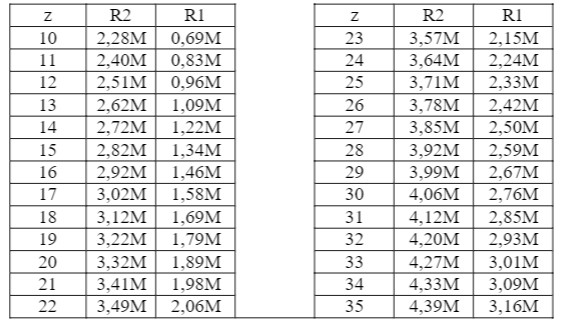 z R2 R1 z R2 R1
10 2,28M 0,69M 23 3,57M 2,15M
11 2,40M 0,83M 24 3,64M 2,24M
12 2,51M 0,96M 25 3,71M 2,33M
13 2,62M 1,09M 26 3,78M 2,42M
14 2,72M 1,22M 27 3,85M 2,50M
15 2,82M 1,34M 28 3,92M 2,59M
16 2,92M 1,46M 29 3,99M 2,67M
17 3,02M 1,58M 30 4,06M 2,76M
18 3,12M 1,69M 31 4,12M 2,85M
19 3,22M 1,79M 32 4,20M 2,93M
20 3,32M 1,89M 33 4,27M 3,01M
21 3,41M 1,98M 34 4,33M 3,09M
22 3,49M 2,06M 35 4,39M 3,16M